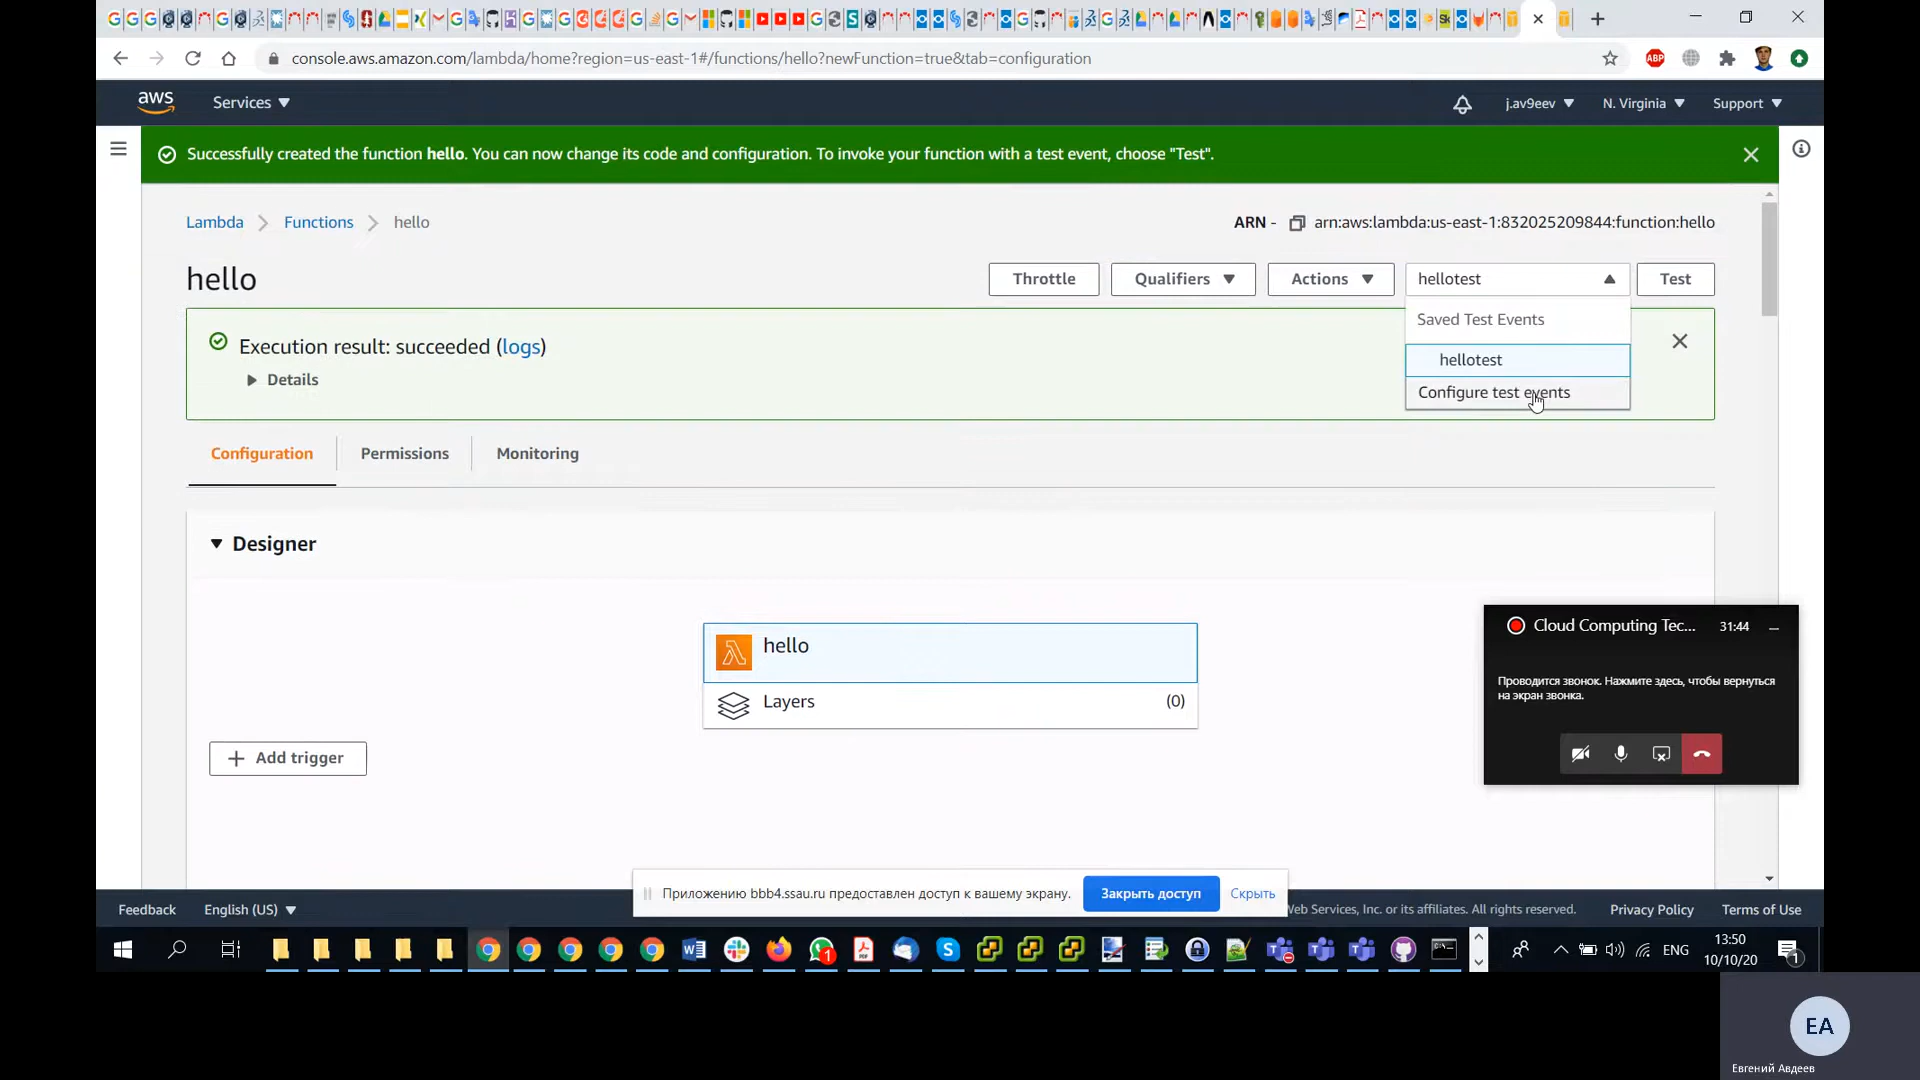 console.aws.amazon.com/lambda/home?region=us-east-1#/functions/hello?newFunction=true&tab=configuration
ABP
aws
Services
j.av9eev
N. Virginia
Support
Successfully created the function hello. You can now change its code and configuration. To invoke your function with a test event, choose "Test".
Lambda
Functions
hello
ARN - arn:aws:lambda:us-east-1:832025209844:function:hello
hello
Throttle
Qualifiers
Actions
hellotest
Test
Saved Test Events
hellotest
Configure test events
Execution result: succeeded (logs)
Details
Configuration
Permissions
Monitoring
Designer
hello
Layers
(0)
Add trigger
Cloud Computing Tec...
31:44
Проводится звонок. Нажмите здесь, чтобы вернуться
на экран звонка.
Приложению bbb4.ssau.ru предоставлен доступ к вашему экрану.
Закрыть доступ
Скрыть
Feedback
English (US)
Web Services, Inc. or its affiliates. All rights reserved.
Privacy Policy
Terms of Use
1
ENG
13:50
10/10/20
1
EA
Евгений Авдеев